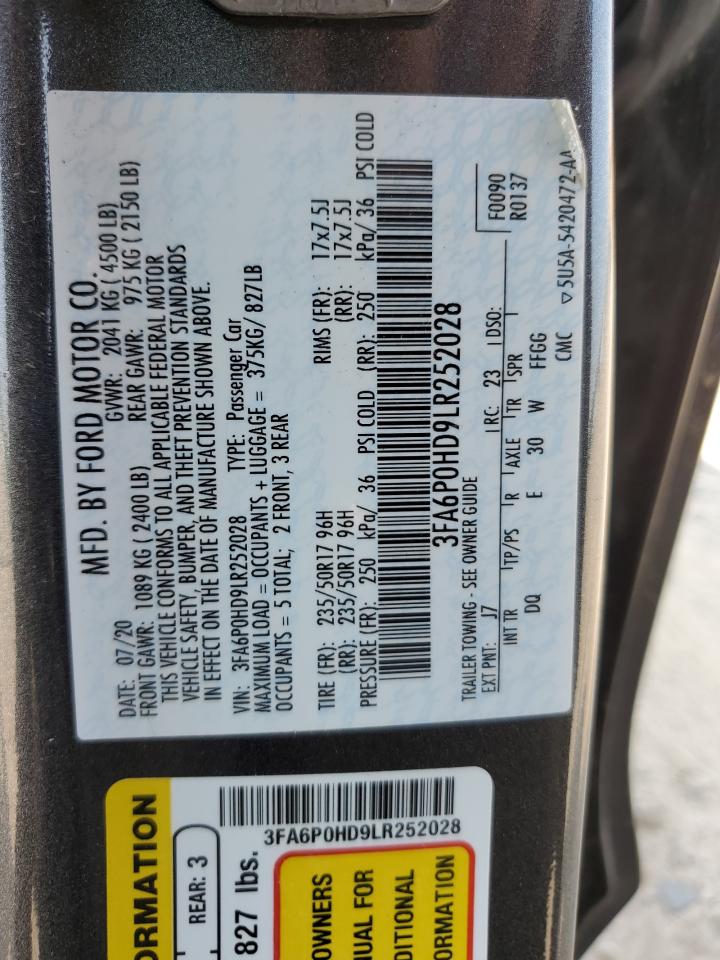 MFD. BY FORD MOTOR CO.
DATE: 07/20 GVWR: 2041 KG ( 4500 LB)
FRONT GAWR: 1089 KG ( 2400 LB) REAR GAWR: 975 KG ( 2150 LB)
THIS VEHICLE CONFORMS TO ALL APPLICABLE FEDERAL MOTOR
VEHICLE SAFETY, BUMPER, AND THEFT PREVENTION STANDARDS
IN EFFECT ON THE DATE OF MANUFACTURE SHOWN ABOVE.
VIN: 3FA6P0HD9LR252028 TYPE: Passenger Car
MAXIMUM LOAD = OCCUPANTS + LUGGAGE = 375KG/ 827LB
OCCUPANTS = 5 TOTAL; 2 FRONT, 3 REAR
TIRE (FR): 235/50R17 96H RIMS (FR): 17x7.5J
(RR): 235/50R17 96H (RR): 17x7.5J
PRESSURE (FR): 250 kPa/ 36 PSI COLD (RR): 250 kPa/ 36 PSI COLD
3FA6P0HD9LR252028
TRAILER TOWING - SEE OWNER GUIDE
F0090
R0137
EXT PNT: J7 RC: 23 DSO:
INT TR TP/PS R AXLE TR SPR
DQ E 30 W FFGG
CMC ▽5U5A-5420472-AA
ORMATION
REAR: 3
3FA6P0HD9LR252028
827 lbs.
OWNERS
UAL FOR
DITIONAL
ORMATION